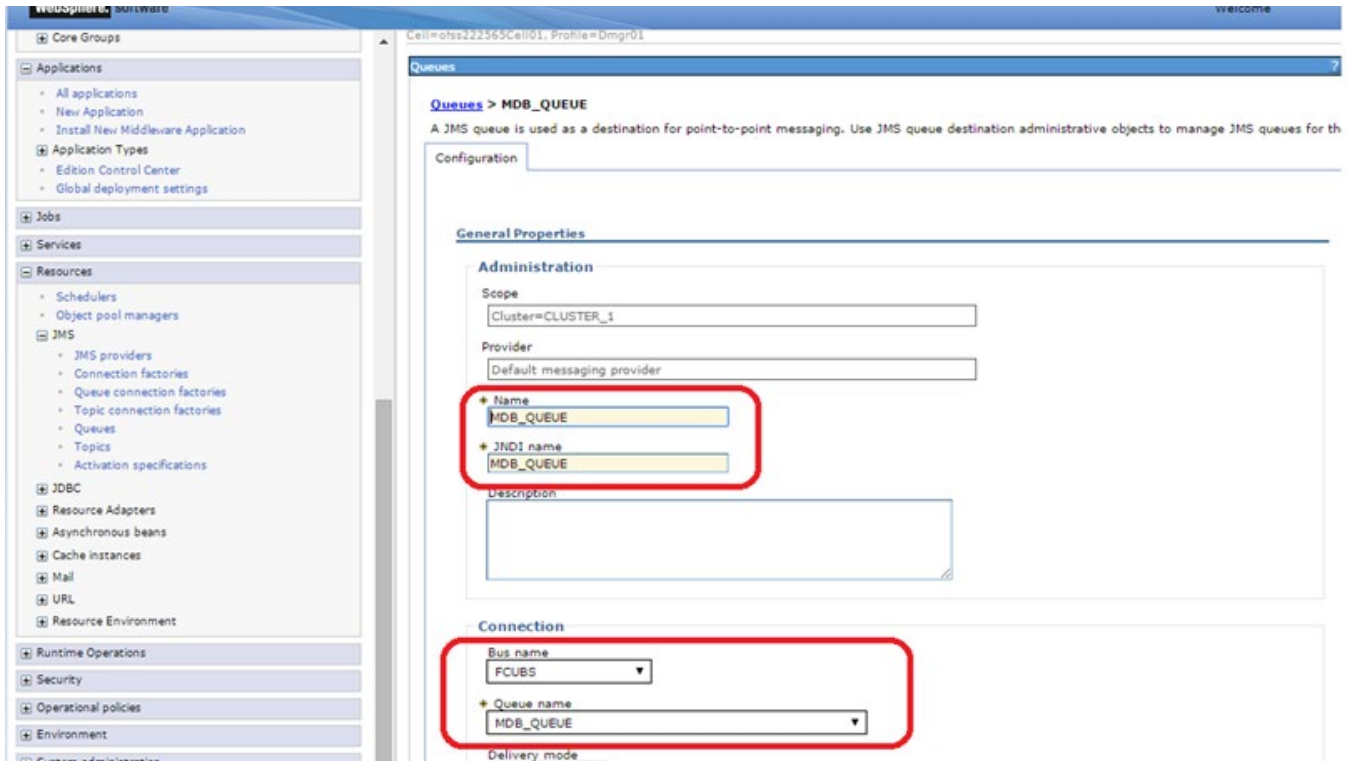 WebSphere. software
Welcome
Core Groups
Applications
All applications
New Application
Install New Middleware Application
Application Types
Edition Control Center
Global deployment settings
Jobs
Services
Resources
Schedulers
Object pool managers
JMS
JMS providers
Connection factories
Queue connection factories
Topic connection factories
Queues
Topics
Activation specifications
JDBC
Resource Adapters
Asynchronous beans
Cache instances
Mail
URL
Resource Environment
Runtime Operations
Security
Operational policies
Environment
System administration
Cell=ofss222565Cell01, Profile=Dmgr01
Queues
?
Queues > MDB_QUEUE
A JMS queue is used as a destination for point-to-point messaging. Use JMS queue destination administrative objects to manage JMS queues for th
Configuration
General Properties
Administration
Scope
Cluster=CLUSTER_1
Provider
Default messaging provider
Name
MDB_QUEUE
JNDI name
MDB_QUEUE
Description
Connection
Bus name
FCUBS
Queue name
MDB_QUEUE
Delivery mode